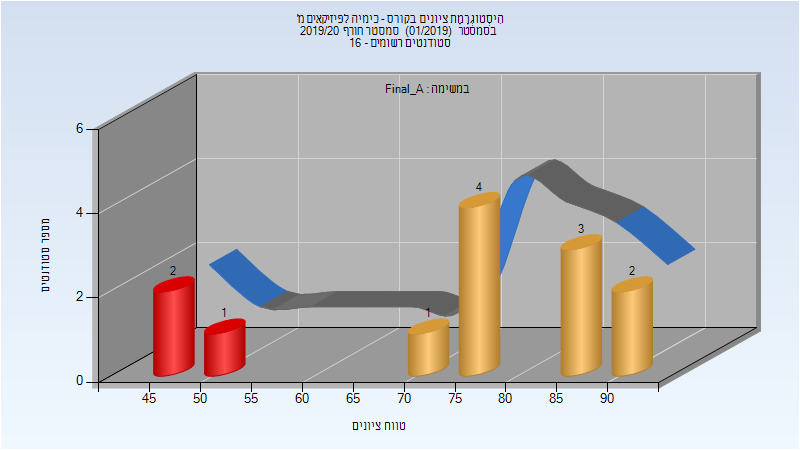 היסטוגרמת ציונים בקורס - כימיה לפיזיקאים מ'
בסמסטר (01/2019) סמסטר חורף 2019/20
סטודנטים רשומים - 16
במשימה : Final_A
מספר סטודנטים
6
4
2
0
2
1
1
4
3
2
45 50 55 60 65 70 75 80 85 90
טווח ציונים